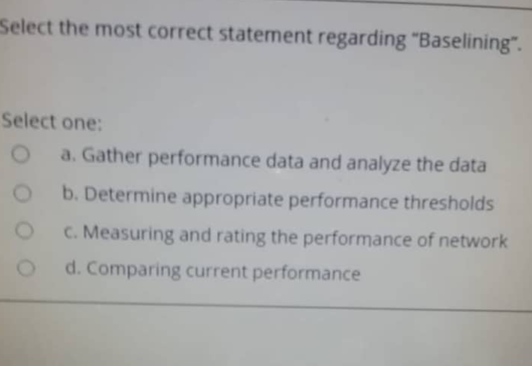 Select the most correct statement regarding "Baselining".
Select one:
a. Gather performance data and analyze the data
b. Determine appropriate performance thresholds
c. Measuring and rating the performance of network
d. Comparing current performance